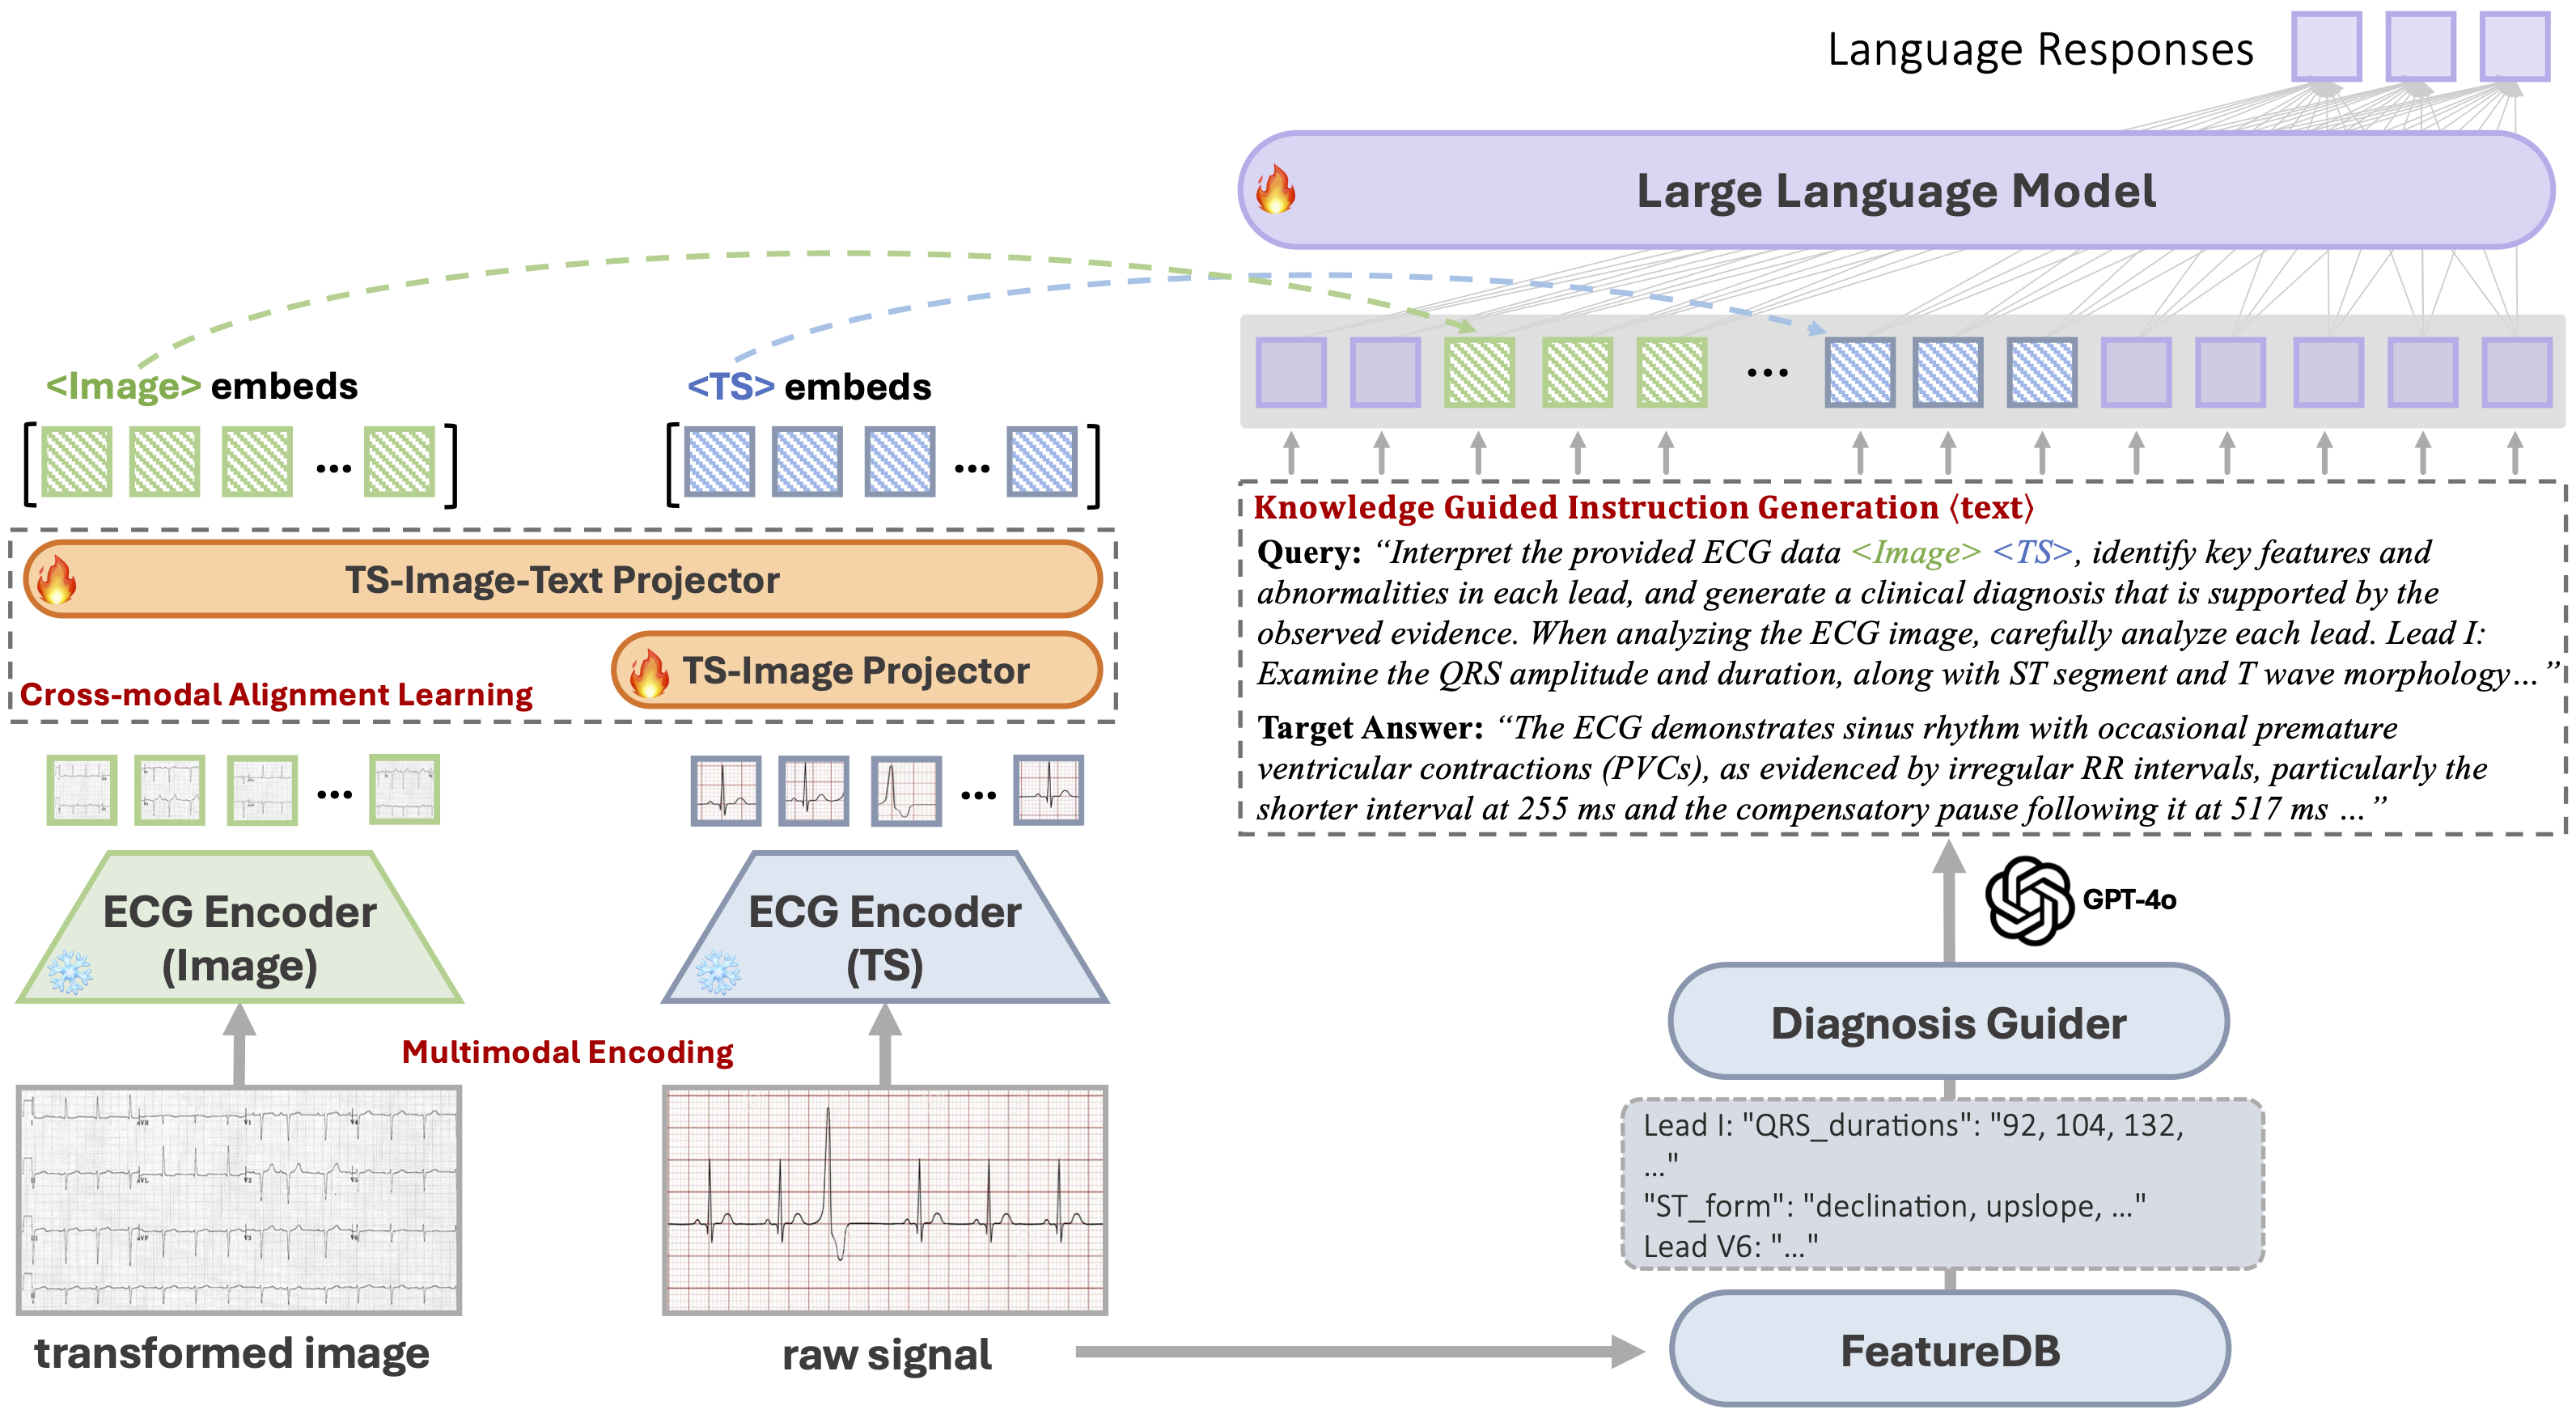 Language Responses
Large Language Model
<Image> embeds
<TS> embeds
...
...
...
TS-Image-Text Projector
TS-Image Projector
Cross-modal Alignment Learning
...
...
ECG Encoder
(Image)
ECG Encoder
(TS)
Multimodal Encoding
transformed image
raw signal
Knowledge Guided Instruction Generation ⟨text⟩
Query: “Interpret the provided ECG data <Image> <TS>, identify key features and
abnormalities in each lead, and generate a clinical diagnosis that is supported by the
observed evidence. When analyzing the ECG image, carefully analyze each lead. Lead I:
Examine the QRS amplitude and duration, along with ST segment and T wave morphology…”
Target Answer: “The ECG demonstrates sinus rhythm with occasional premature
ventricular contractions (PVCs), as evidenced by irregular RR intervals, particularly the
shorter interval at 255 ms and the compensatory pause following it at 517 ms …”
GPT-4o
Diagnosis Guider
Lead I: "QRS_durations": "92, 104, 132,
..."
"ST_form": "declination, upslope, ..."
Lead V6: "..."
FeatureDB